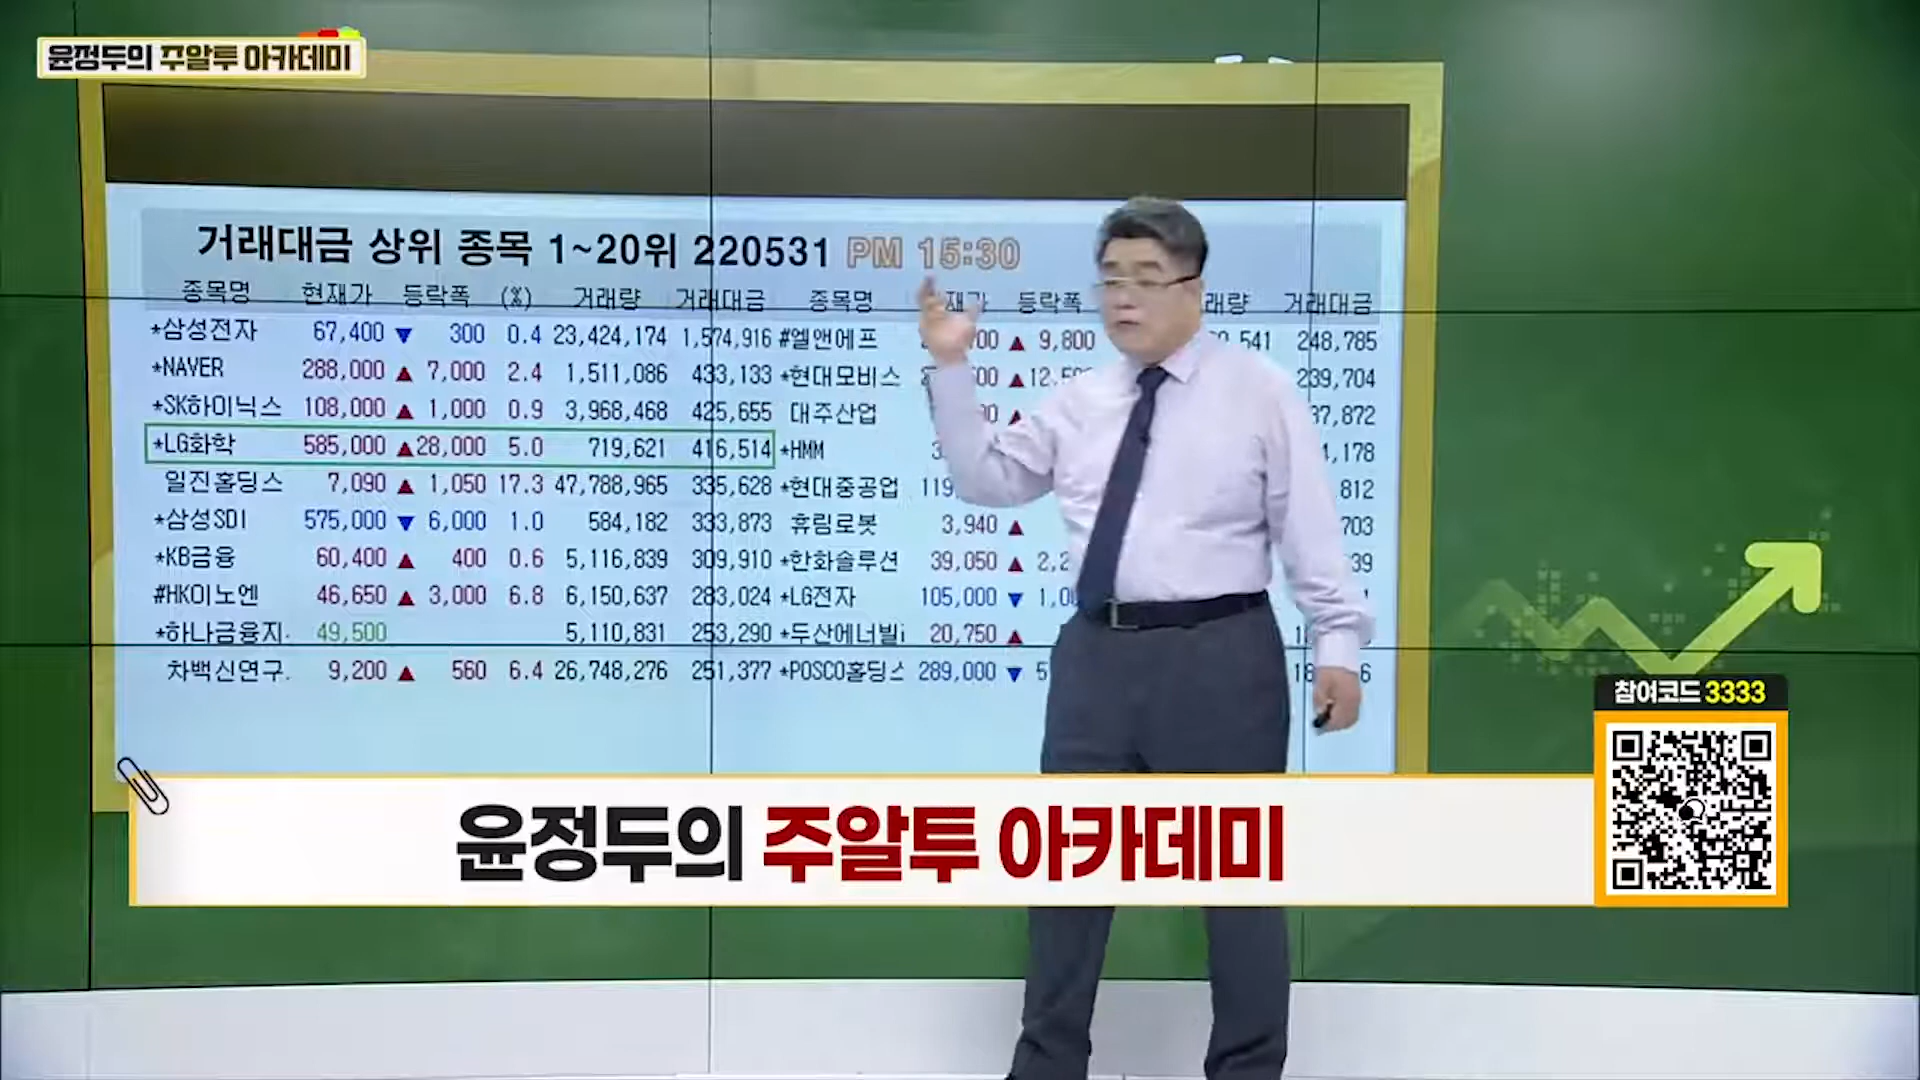 윤정두의 주알투 아카데미
거래대금 상위 종목 1~20위 220531 PM 15:30
종목명 현재가 등락폭 (%) 거래량 거래대금 종목명 등락폭 거래대금
*삼성전자 67,400 ▼ 300 0.4 23,424,174 1,574,916 #엘앤에프 ▲ 9,800 248,785
*NAVER 288,000 ▲ 7,000 2.4 1,511,086 433,133 *현대모비스 ▲ 239,704
*SK하이닉스 108,000 ▲ 1,000 0.9 3,968,468 425,655 대주산업 ▲
*LG화학 585,000 ▲ 28,000 5.0 719,621 416,514 *HMM
일진홀딩스 7,090 ▲ 1,050 17.3 47,788,965 335,628 *현대중공업
*삼성SDI 575,000 ▼ 6,000 1.0 584,182 333,873 휴림로봇 3,940 ▲
*KB금융 60,400 ▲ 400 0.6 5,116,839 309,910 *한화솔루션 39,050 ▲
#HK이노엔 46,650 ▲ 3,000 6.8 6,150,637 283,024 *LG전자 105,000 ▼
*하나금융지. 49,500 5,110,831 253,290 *두산에너빌 20,750 ▲
차백신연구. 9,200 ▲ 560 6.4 26,748,276 251,377 *POSCO홀딩스 289,000 ▼
참여코드 3333
윤정두의 주알투 아카데미